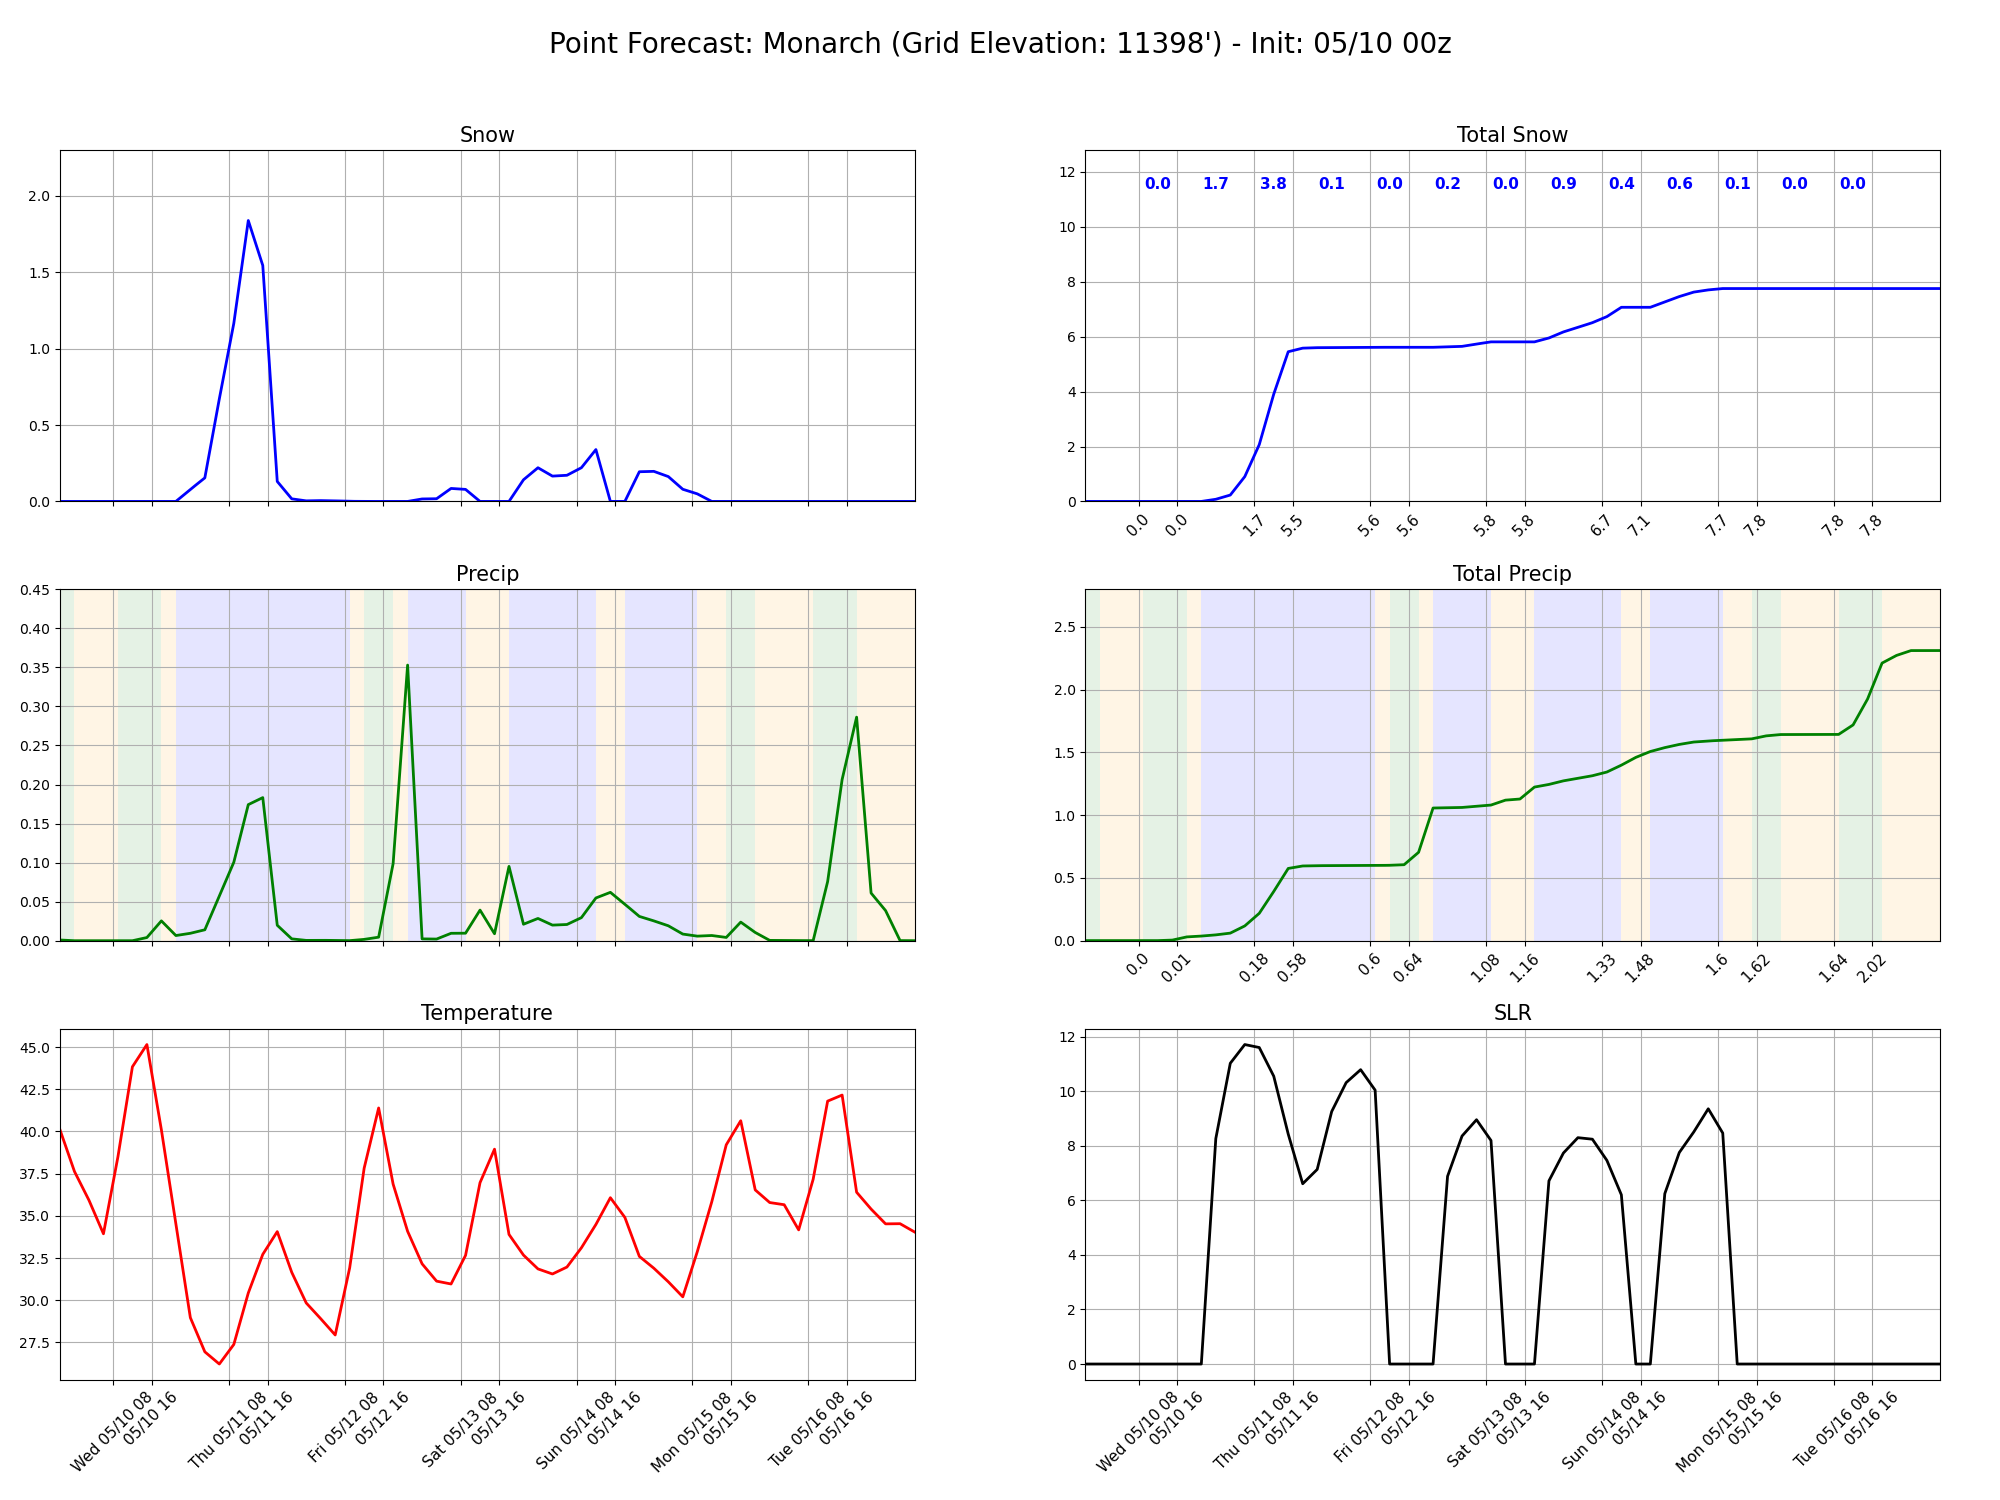 Point Forecast: Monarch (Grid Elevation: 11398') - Init: 05/10 00z
Snow
2.0
1.5
1.0
0.5
0.0
Total Snow
12
10
8
6
4
2
0
0.0 1.7 3.8 0.1 0.0 0.2 0.0 0.9 0.4 0.6 0.1 0.0 0.0
0.0 0.0 1.7 5.5 5.6 5.6 5.8 5.8 6.7 7.1 7.7 7.8 7.8 7.8
Precip
0.45
0.40
0.35
0.30
0.25
0.20
0.15
0.10
0.05
0.00
Total Precip
2.5
2.0
1.5
1.0
0.5
0.0
0.0 0.01 0.18 0.58 0.6 0.64 1.08 1.16 1.33 1.48 1.6 1.62 1.64 2.02
Temperature
45.0
42.5
40.0
37.5
35.0
32.5
30.0
27.5
Wed 05/10 08
05/10 16
Thu 05/11 08
05/11 16
Fri 05/12 08
05/12 16
Sat 05/13 08
05/13 16
Sun 05/14 08
05/14 16
Mon 05/15 08
05/15 16
Tue 05/16 08
05/16 16
SLR
12
10
8
6
4
2
0
Wed 05/10 08
05/10 16
Thu 05/11 08
05/11 16
Fri 05/12 08
05/12 16
Sat 05/13 08
05/13 16
Sun 05/14 08
05/14 16
Mon 05/15 08
05/15 16
Tue 05/16 08
05/16 16